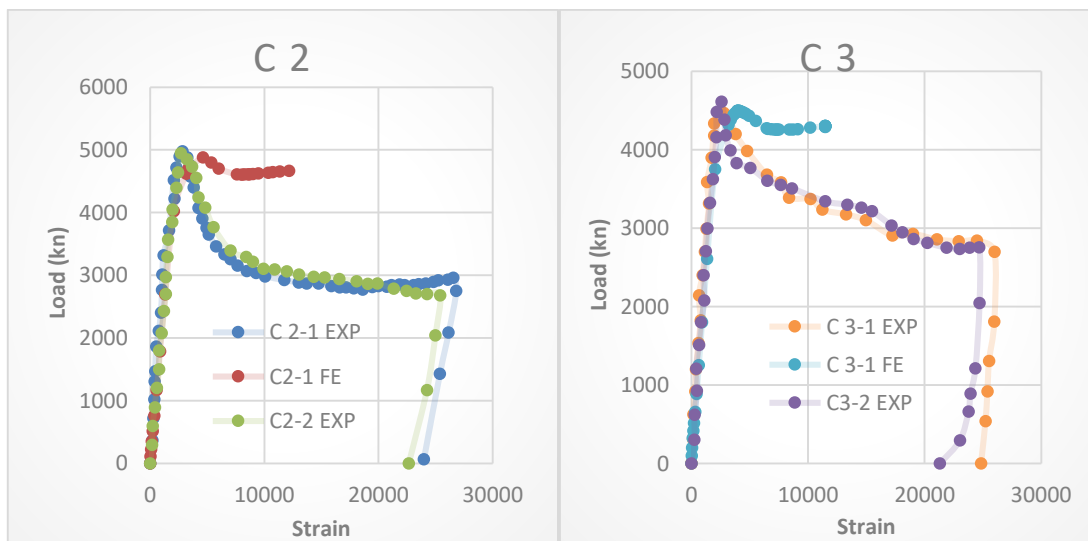 C 2
6000
5000
4000
3000
2000
1000
0
Load (kn)
C 2-1 EXP
C2-1 FE
C2-2 EXP
0 10000 20000 30000
Strain
C 3
5000
4000
3000
2000
1000
0
Load (kn)
C 3-1 EXP
C 3-1 FE
C3-2 EXP
0 10000 20000 30000
Strain